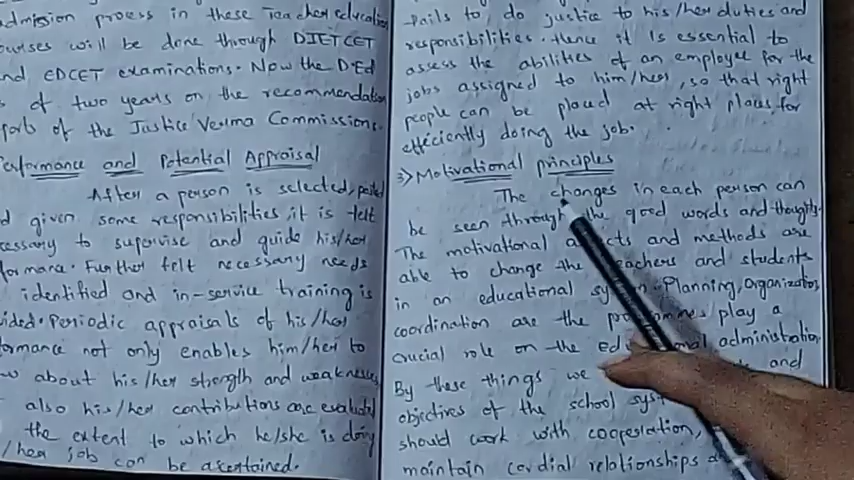 admission process in these Teacher education
courses will be done through DIETCET
and EDCET examinations. Now the D.Ed
is of two years on the recommendation
ports of the Justice Verma Commissions.
Performance and Potential Appraisal
After a person is selected,
d given some responsibilities, it is felt
cessary to supervise and guide his/her
formance. Further felt necessary needs
identified and in-service training is
ided. Periodic appraisals of his/her
ormance not only enables him/her to
about his/her strength and weaknesses
also his/her contributions are evaluated
the extent to which he/she is doing
/her job can be ascertained.
fails to, do justice to his/her duties and
responsibilities. Hence it is essential to
assess the abilities of an employee for the
jobs assigned to him/her, so that right
people can be placed at right places for
efficiently doing the job.
3) Motivational principles
The changes in each person can
be seen through the good words and thoughts.
The motivational and methods are
able to change the teachers and students
in an educational Planning, Organization,
coordination are the play a
crucial role on the administration
By these things we and
objectives of the school
should work with cooperation,
maintain cordial relationships